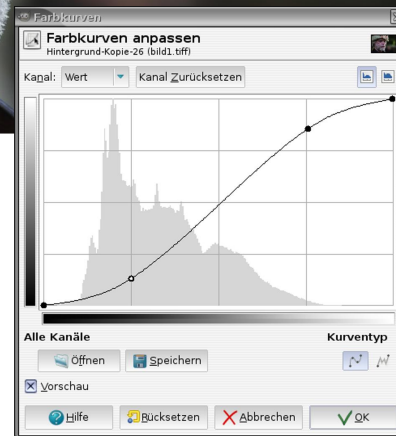 Farbkurven
Farbkurven anpassen
Hintergrund-Kopie-26 (bild1.tiff)
Kanal: Wert Kanal Zurücksetzen
Alle Kanäle Kurventyp
Öffnen Speichern
Vorschau
Hilfe Rücksetzen Abbrechen OK